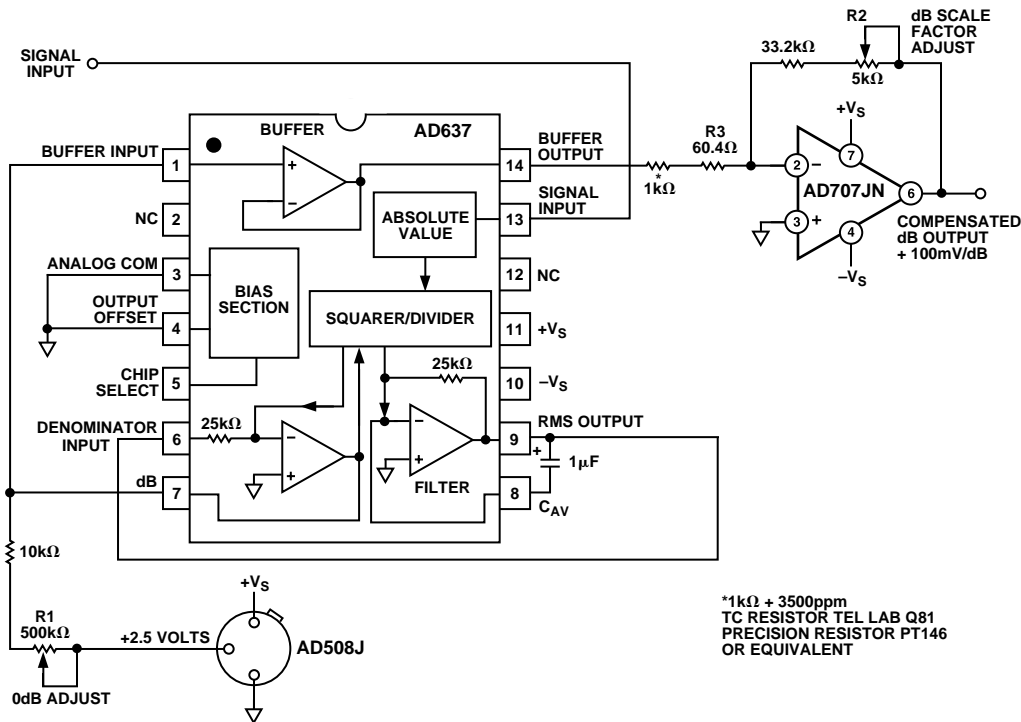 SIGNAL
INPUT
BUFFER
AD637
BUFFER INPUT
1
14
BUFFER
OUTPUT
SIGNAL
INPUT
NC
2
ABSOLUTE
VALUE
13
ANALOG COM
3
12
NC
OUTPUT
OFFSET
4
BIAS
SECTION
SQUARER/DIVIDER
11
+VS
CHIP
SELECT
5
25kΩ
10
–VS
DENOMINATOR
INPUT
6
25kΩ
–
+
–
+
9
RMS OUTPUT
+
1µF
dB
7
FILTER
8
CAV
+
–
R2
dB SCALE
FACTOR
ADJUST
33.2kΩ
5kΩ
R3
60.4Ω
*
1kΩ
+VS
7
2
–
AD707JN
6
3
+
4
–VS
COMPENSATED
dB OUTPUT
+ 100mV/dB
10kΩ
R1
500kΩ
+2.5 VOLTS
0dB ADJUST
+VS
AD508J
*1kΩ + 3500ppm
TC RESISTOR TEL LAB Q81
PRECISION RESISTOR PT146
OR EQUIVALENT